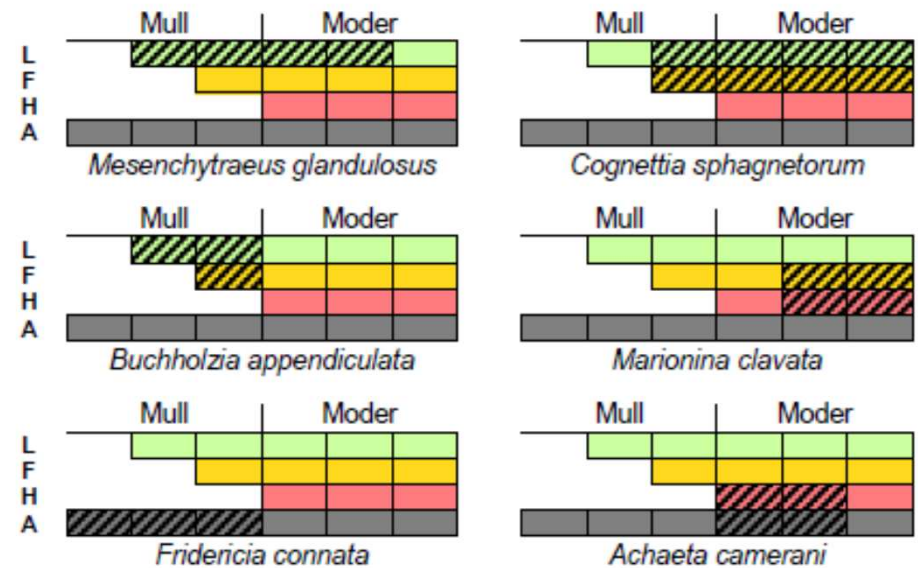 Mull Moder Mull Moder
L
F
H
A
Mesenchytraeus glandulosus Cognettia sphagnetorum
Mull Moder Mull Moder
L
F
H
A
Buchholzia appendiculata Marionina clavata
Mull Moder Mull Moder
L
F
H
A
Fridericia connata Achaeta camerani